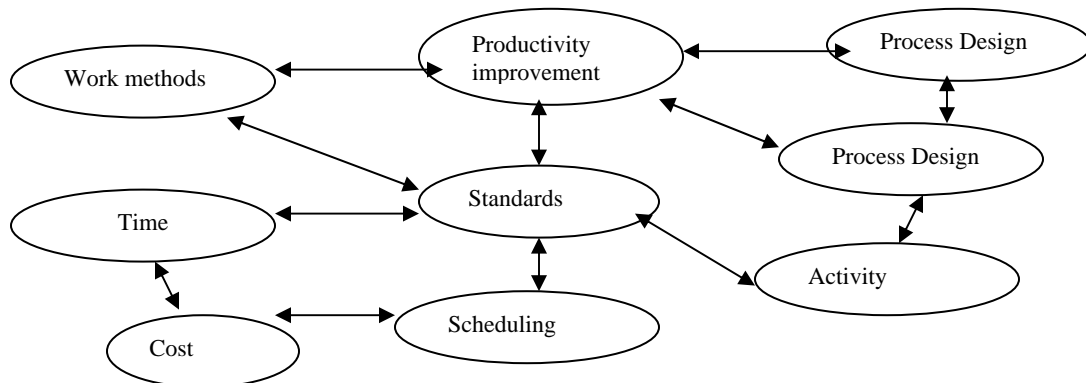 Productivity
improvement
Process Design
Work methods
Process Design
Standards
Time
Activity
Scheduling
Cost